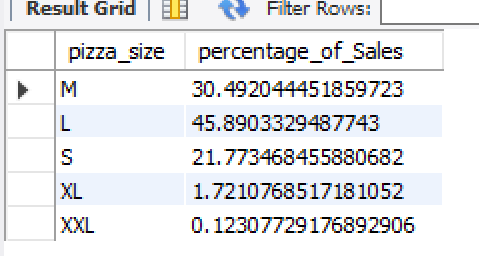 Result Grid Filter Rows:
pizza_size percentage_of_Sales
M 30.492044451859723
L 45.8903329487743
S 21.773468455880682
XL 1.7210768517181052
XXL 0.12307729176892906